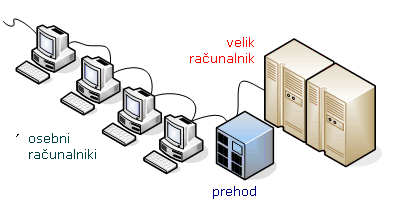 velik
računalnik
osebni
računalniki
prehod